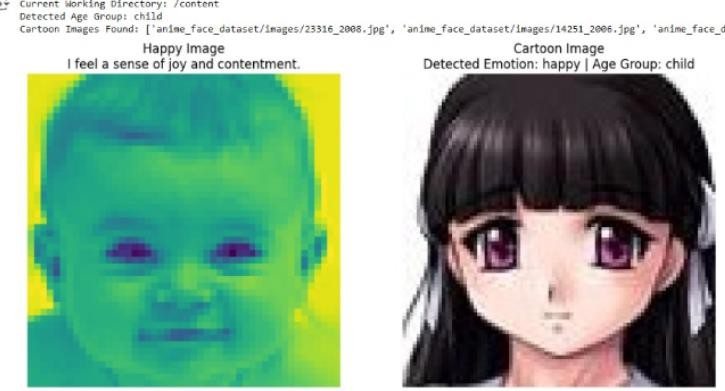 Current Working Directory: /content
Detected Age Group: child
Cartoon Images Found: ['anime_face_dataset/images/23316_2008.jpg', 'anime_face_dataset/images/14251_2006.jpg', 'anime_face_d
Happy Image
I feel a sense of joy and contentment.
Cartoon Image
Detected Emotion: happy | Age Group: child